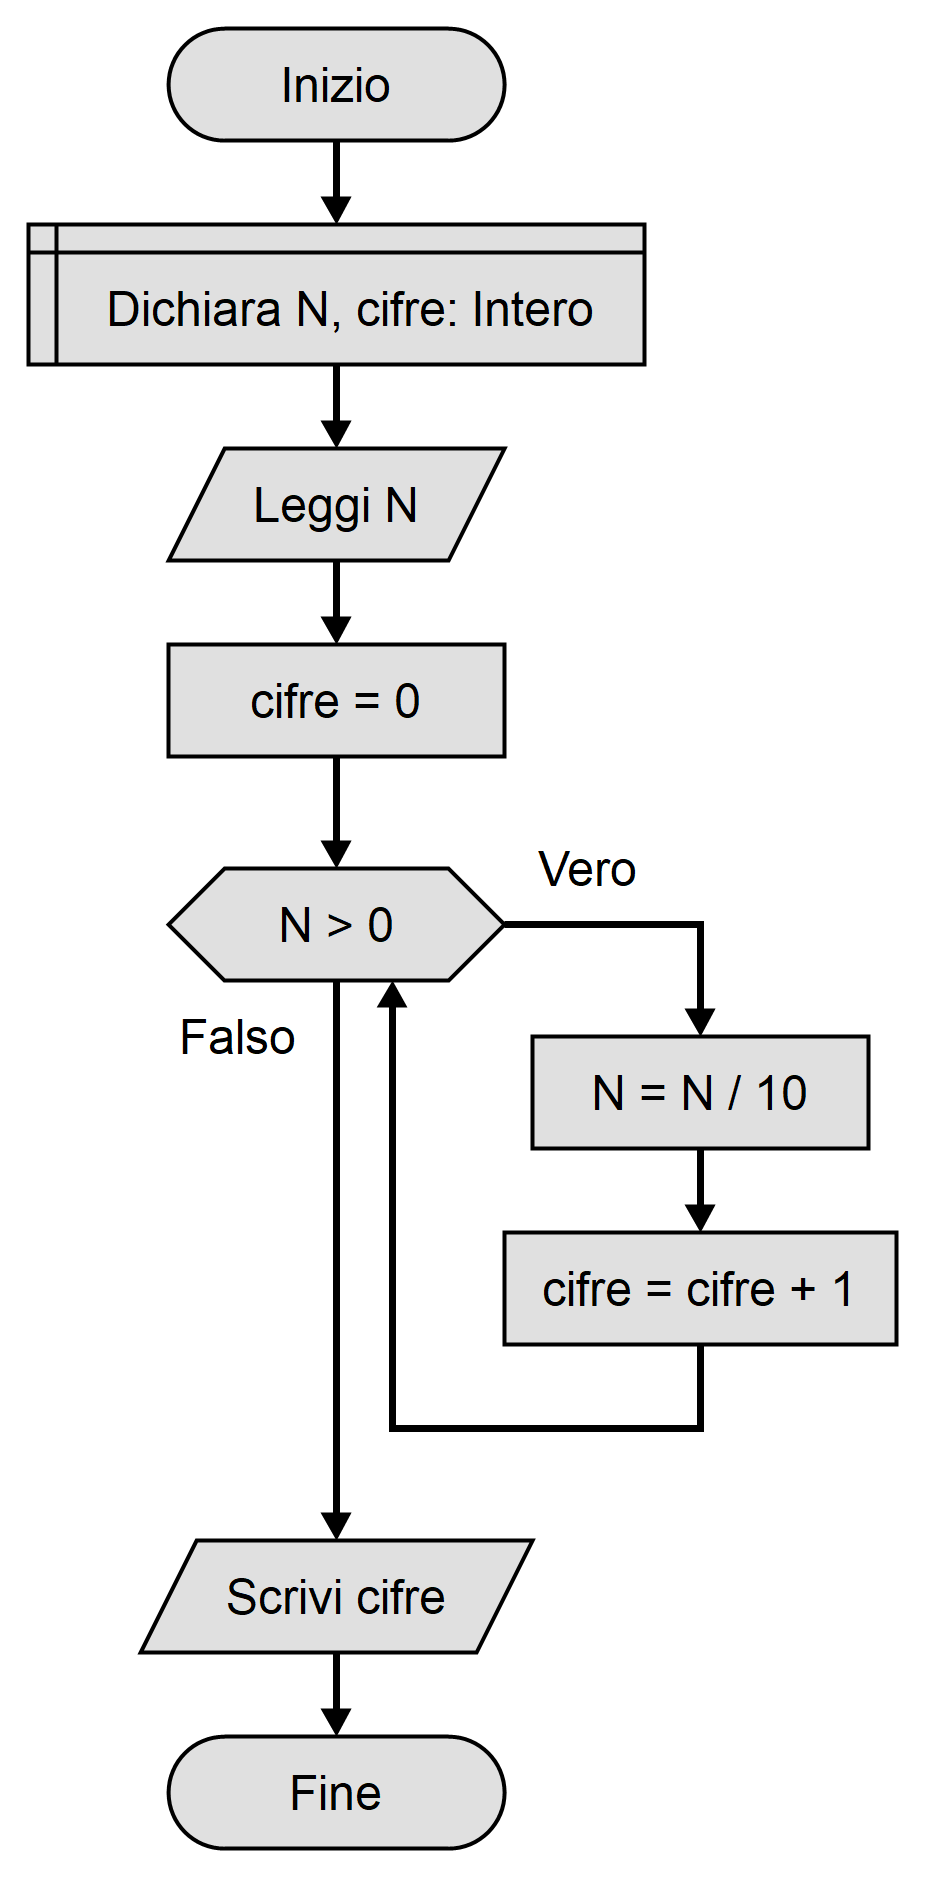 Inizio
Dichiara N, cifre: Intero
Leggi N
cifre = 0
N > 0
Vero
Falso
N = N / 10
cifre = cifre + 1
Scrivi cifre
Fine